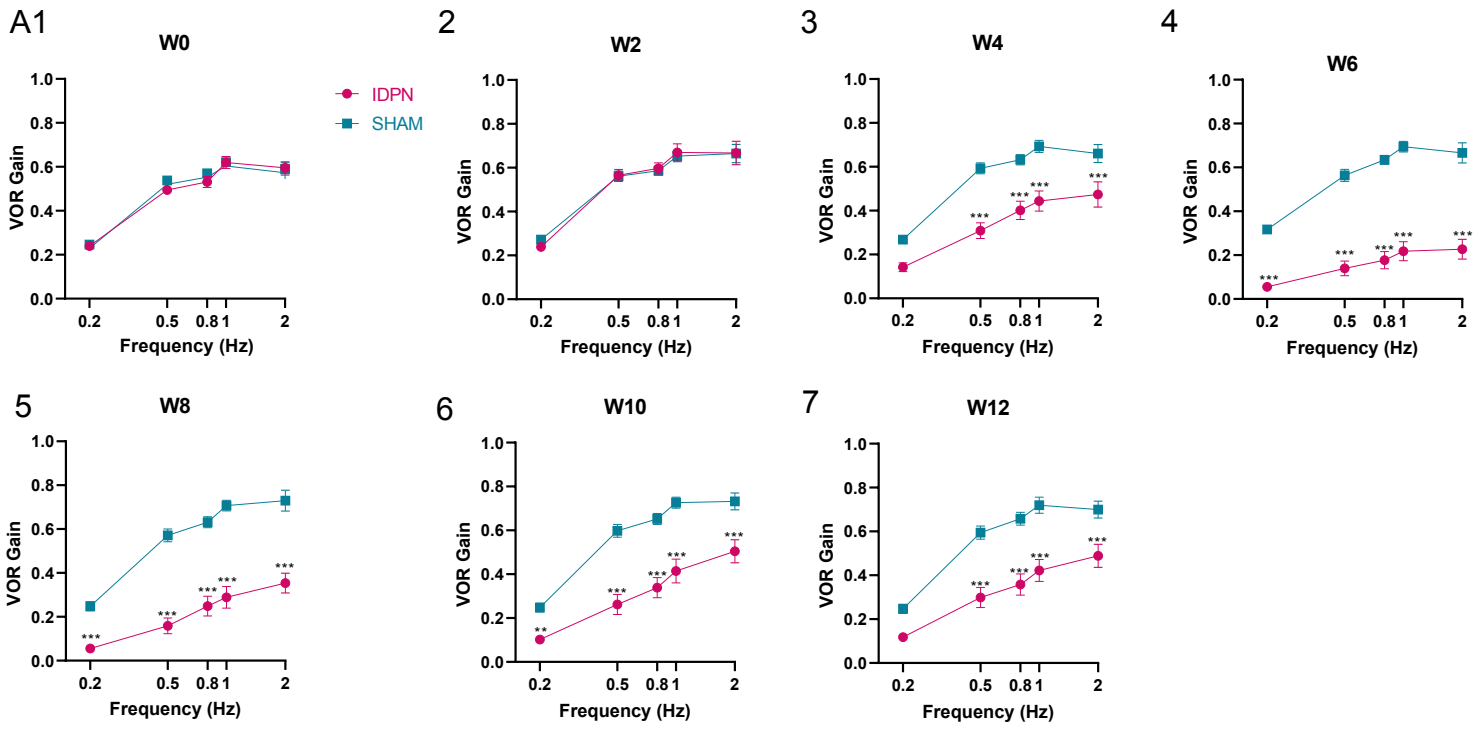 A1
W0
1.0
0.8
0.6
0.4
0.2
0.0
VOR Gain
0.2 0.5 0.8 1 2
Frequency (Hz)
IDPN
SHAM
2
W2
1.0
0.8
0.6
0.4
0.2
0.0
VOR Gain
0.2 0.5 0.8 1 2
Frequency (Hz)
3
W4
1.0
0.8
0.6
0.4
0.2
0.0
VOR Gain
*** *** *** ***
0.2 0.5 0.8 1 2
Frequency (Hz)
4
W6
1.0
0.8
0.6
0.4
0.2
0.0
VOR Gain
*** *** *** *** ***
0.2 0.5 0.8 1 2
Frequency (Hz)
5
W8
1.0
0.8
0.6
0.4
0.2
0.0
VOR Gain
*** *** *** *** ***
0.2 0.5 0.8 1 2
Frequency (Hz)
6
W10
1.0
0.8
0.6
0.4
0.2
0.0
VOR Gain
** *** *** *** ***
0.2 0.5 0.8 1 2
Frequency (Hz)
7
W12
1.0
0.8
0.6
0.4
0.2
0.0
VOR Gain
*** *** *** ***
0.2 0.5 0.8 1 2
Frequency (Hz)